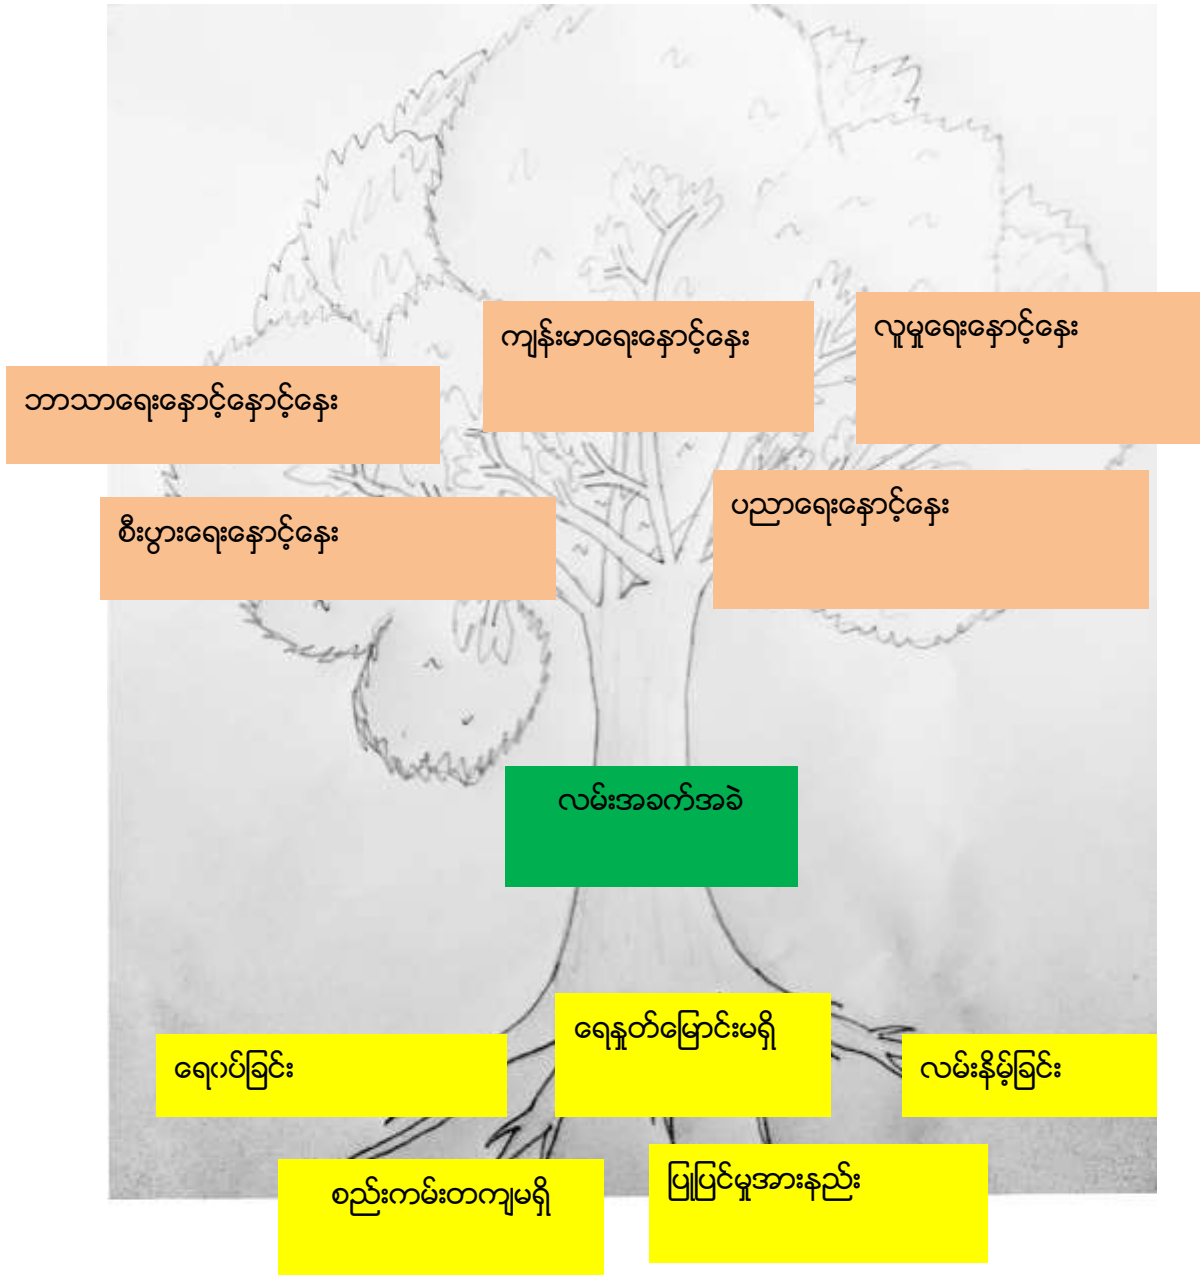 ကျန်းမာရေးနှောင့်နှေး
လူမှုရေးနှောင့်နှေး
ဘာသာရေးနှောင့်နှောင့်နှေး
ပညာရေးနှောင့်နှေး
စီးပွားရေးနှောင့်နှေး
လမ်းအခက်အခဲ
ရေနှုတ်မြောင်းမရှိ
ရေ၀ပ်ခြင်း
လမ်းနိမ့်ခြင်း
စည်းကမ်းတကျမရှိ
ပြုပြင်မှုအားနည်း